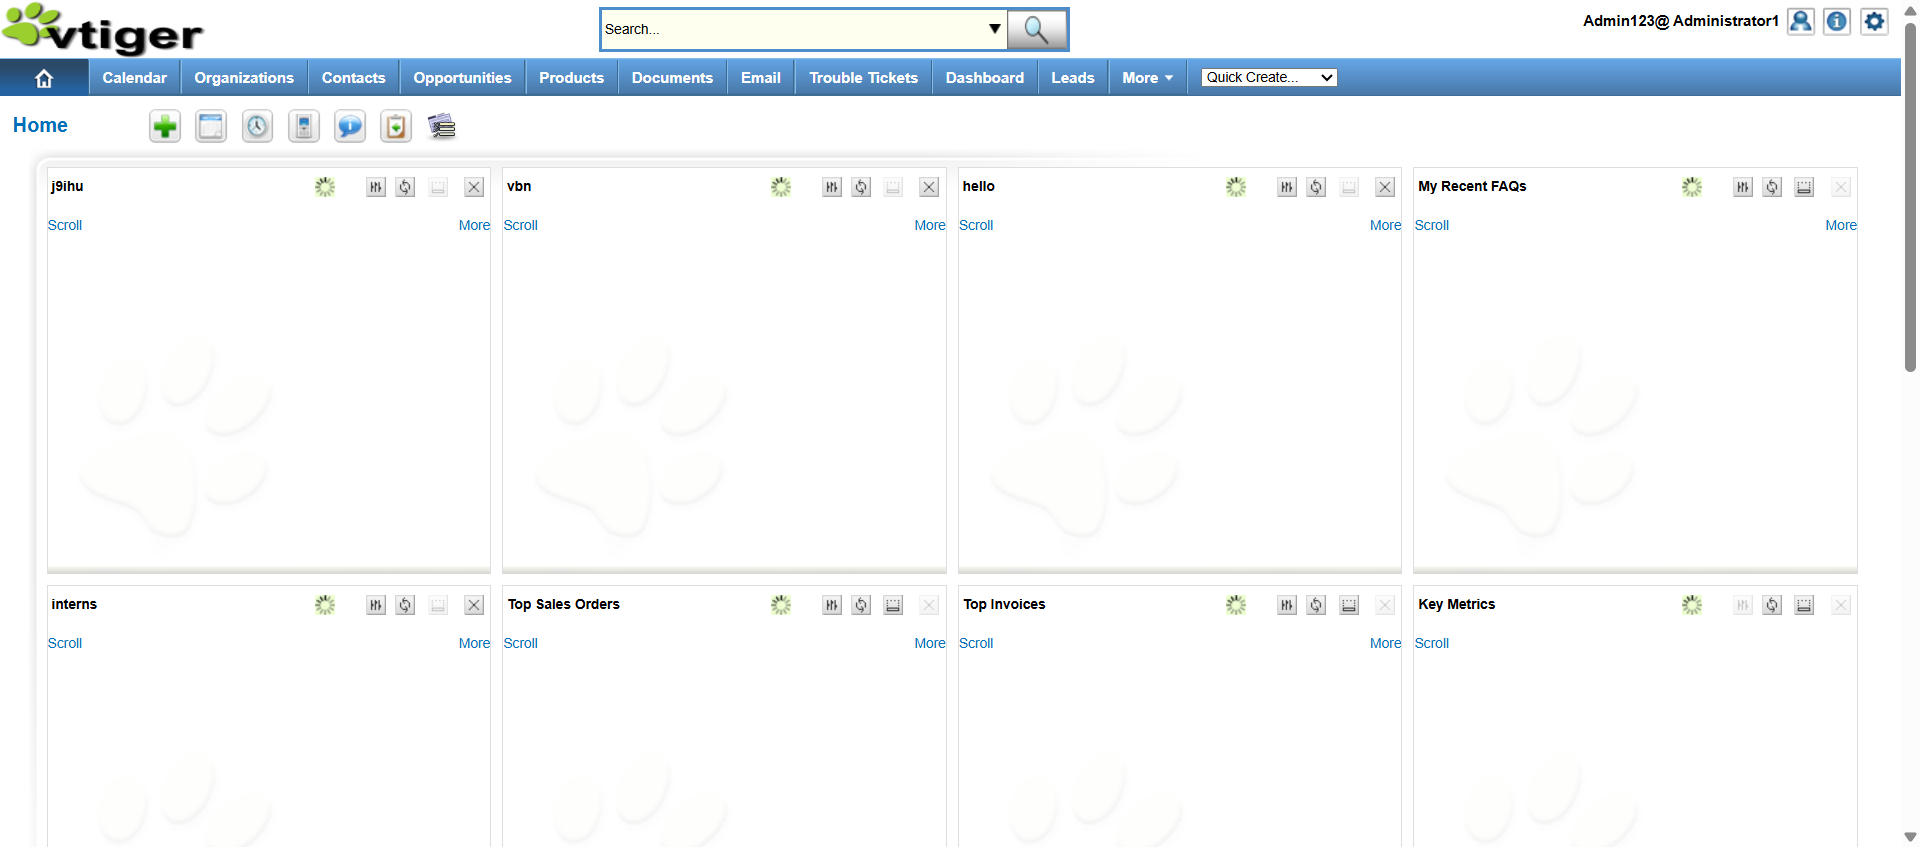 vtiger
Search...
Admin123@ Administrator1
Calendar
Organizations
Contacts
Opportunities
Products
Documents
Email
Trouble Tickets
Dashboard
Leads
More
Quick Create...
Home
j9ihu
vbn
hello
My Recent FAQs
Scroll More
Scroll More
Scroll More
Scroll More
interns
Top Sales Orders
Top Invoices
Key Metrics
Scroll More
Scroll More
Scroll More
Scroll